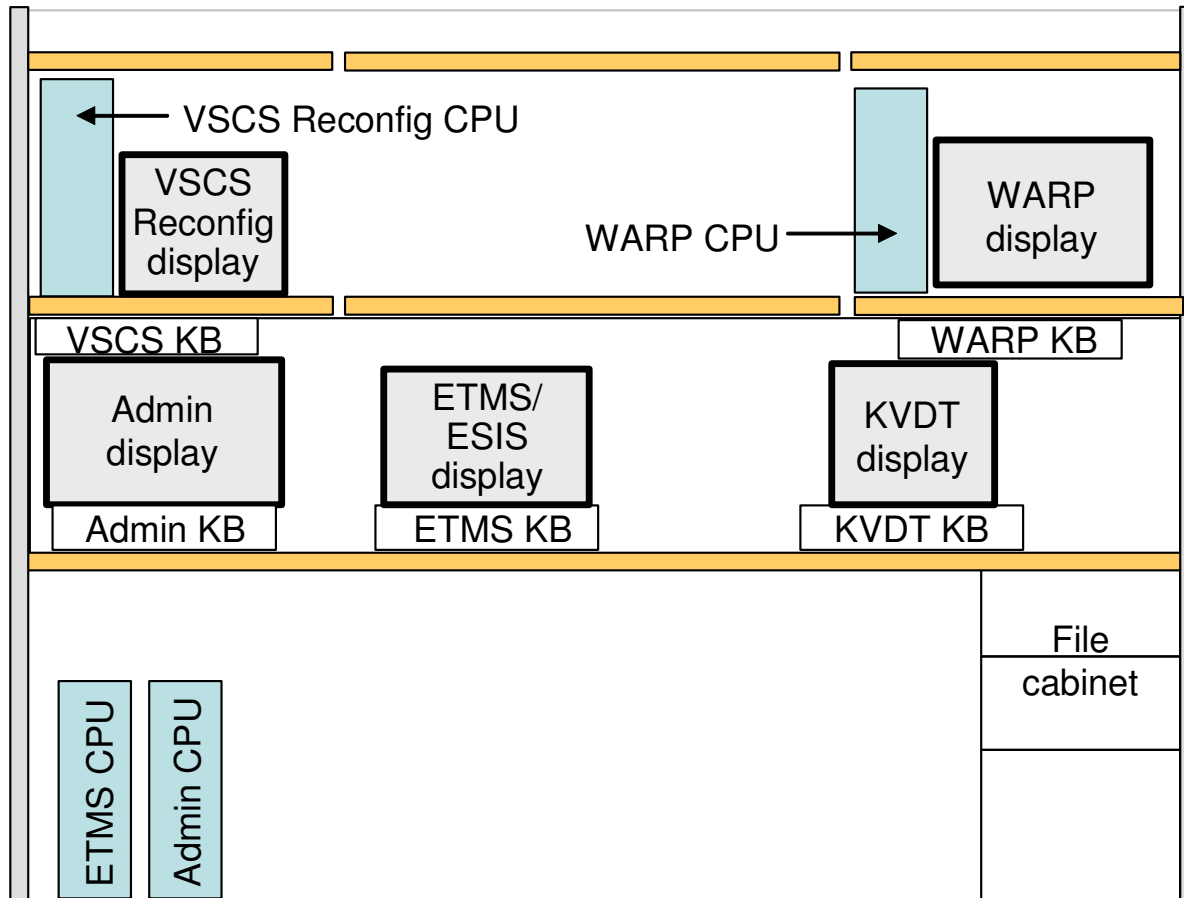 VSCS Reconfig CPU
VSCS
Reconfig
display
WARP CPU
WARP
display
VSCS KB
WARP KB
Admin
display
ETMS/
ESIS
display
KVDT
display
Admin KB
ETMS KB
KVDT KB
File
cabinet
ETMS CPU
Admin CPU